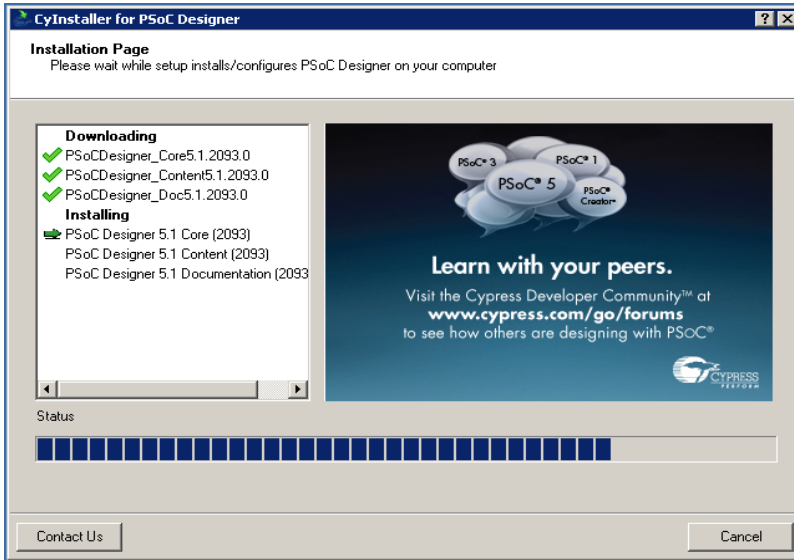 CyInstaller for PSoC Designer
Installation Page
Please wait while setup installs/configures PSoC Designer on your computer
Downloading
PSoCDesigner_Core5.1.2093.0
PSoCDesigner_Content5.1.2093.0
PSoCDesigner_Doc5.1.2093.0
Installing
PSoC Designer 5.1 Core (2093)
PSoC Designer 5.1 Content (2093)
PSoC Designer 5.1 Documentation (2093
PSoC® 3
PSoC® 1
PSoC® 5
PSoC®
Creator™
Learn with your peers.
Visit the Cypress Developer Community™ at
www.cypress.com/go/forums
to see how others are designing with PSoC®
CYPRESS
PERFORM
Status
Contact Us
Cancel